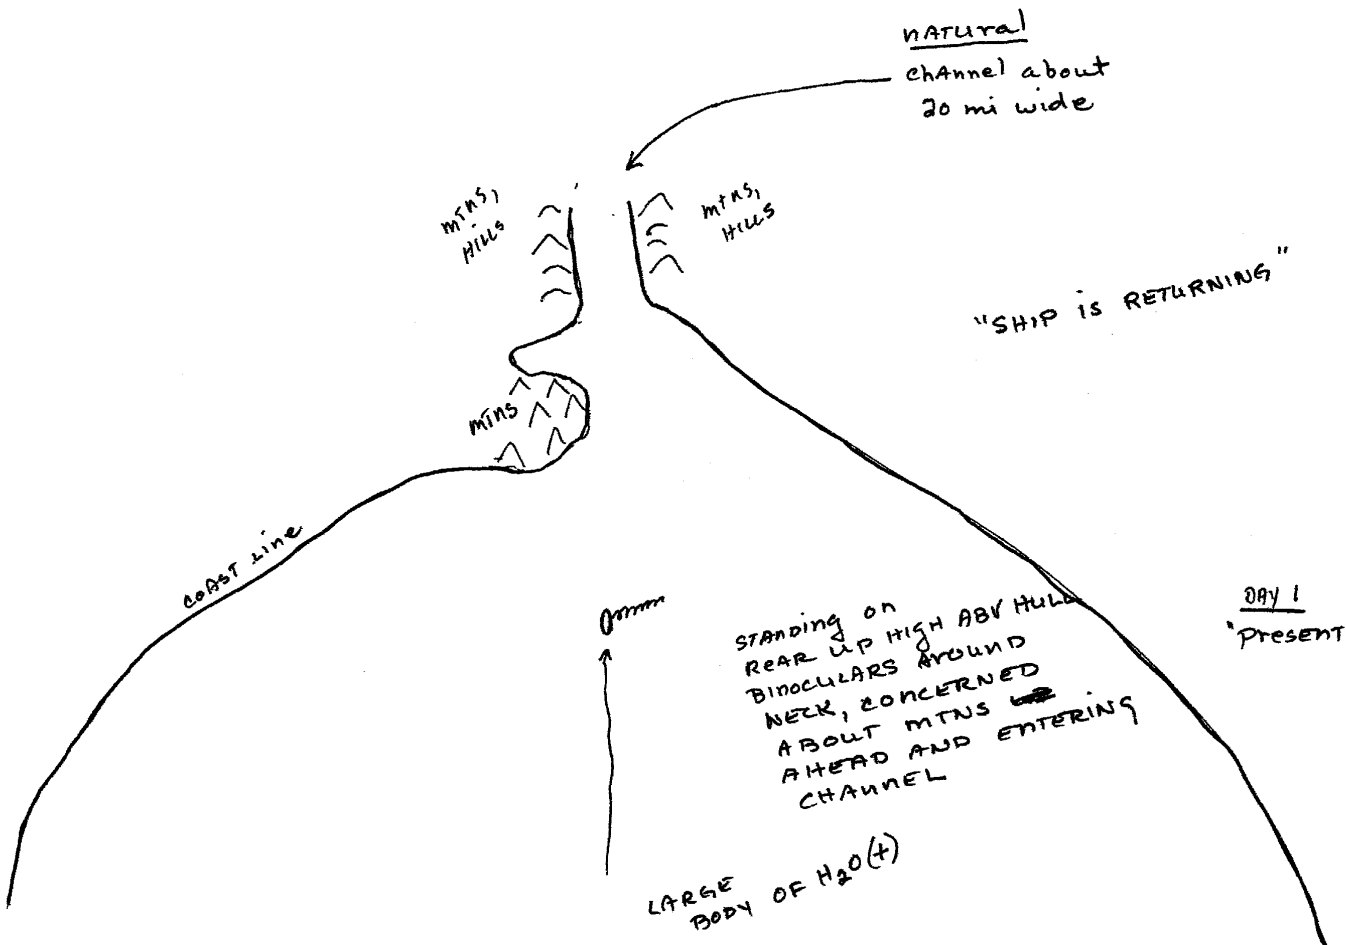 nATUral
chAnnel about
20 mi wide
mTns,
HiLLS
mTns,
HiLLS
"SHIP is RETURNING"
mTns
COAST Line
DAY 1
"Present
STANDing on
REAR UP HIGH ABV HULL
BinoCULARS AroUND
NECK, CONCERNED
ABOUT MTNS
AHEAD AND ENTERING
CHANNEL
LARGE
BODY OF H₂O(+)